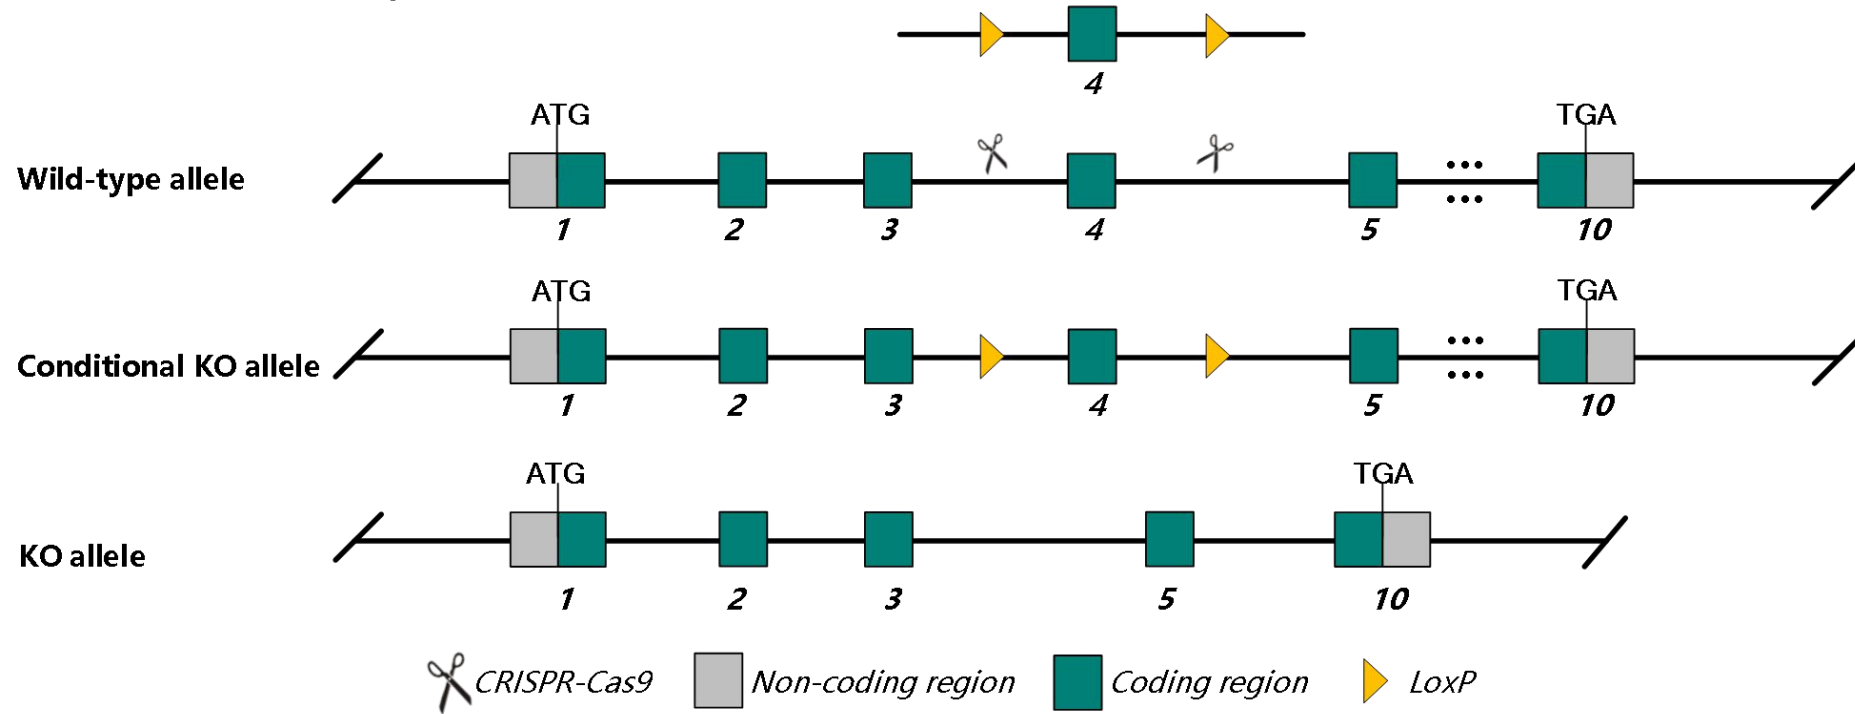 4
ATG TGA
Wild-type allele
1 2 3 4 5 10
ATG TGA
Conditional KO allele
1 2 3 4 5 10
ATG TGA
KO allele
1 2 3 5 10
CRISPR-Cas9 Non-coding region Coding region LoxP